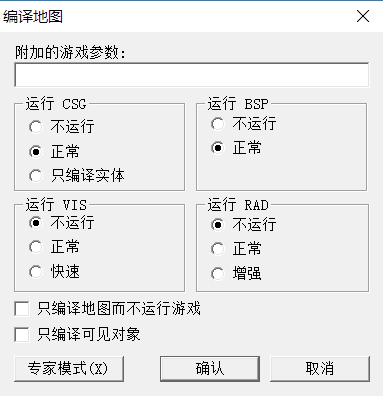 编译地图
附加的游戏参数:
运行 CSG
不运行
正常
只编译实体
运行 BSP
不运行
正常
运行 VIS
不运行
正常
快速
运行 RAD
不运行
正常
增强
只编译地图而不运行游戏
只编译可见对象
专家模式(X)
确认
取消